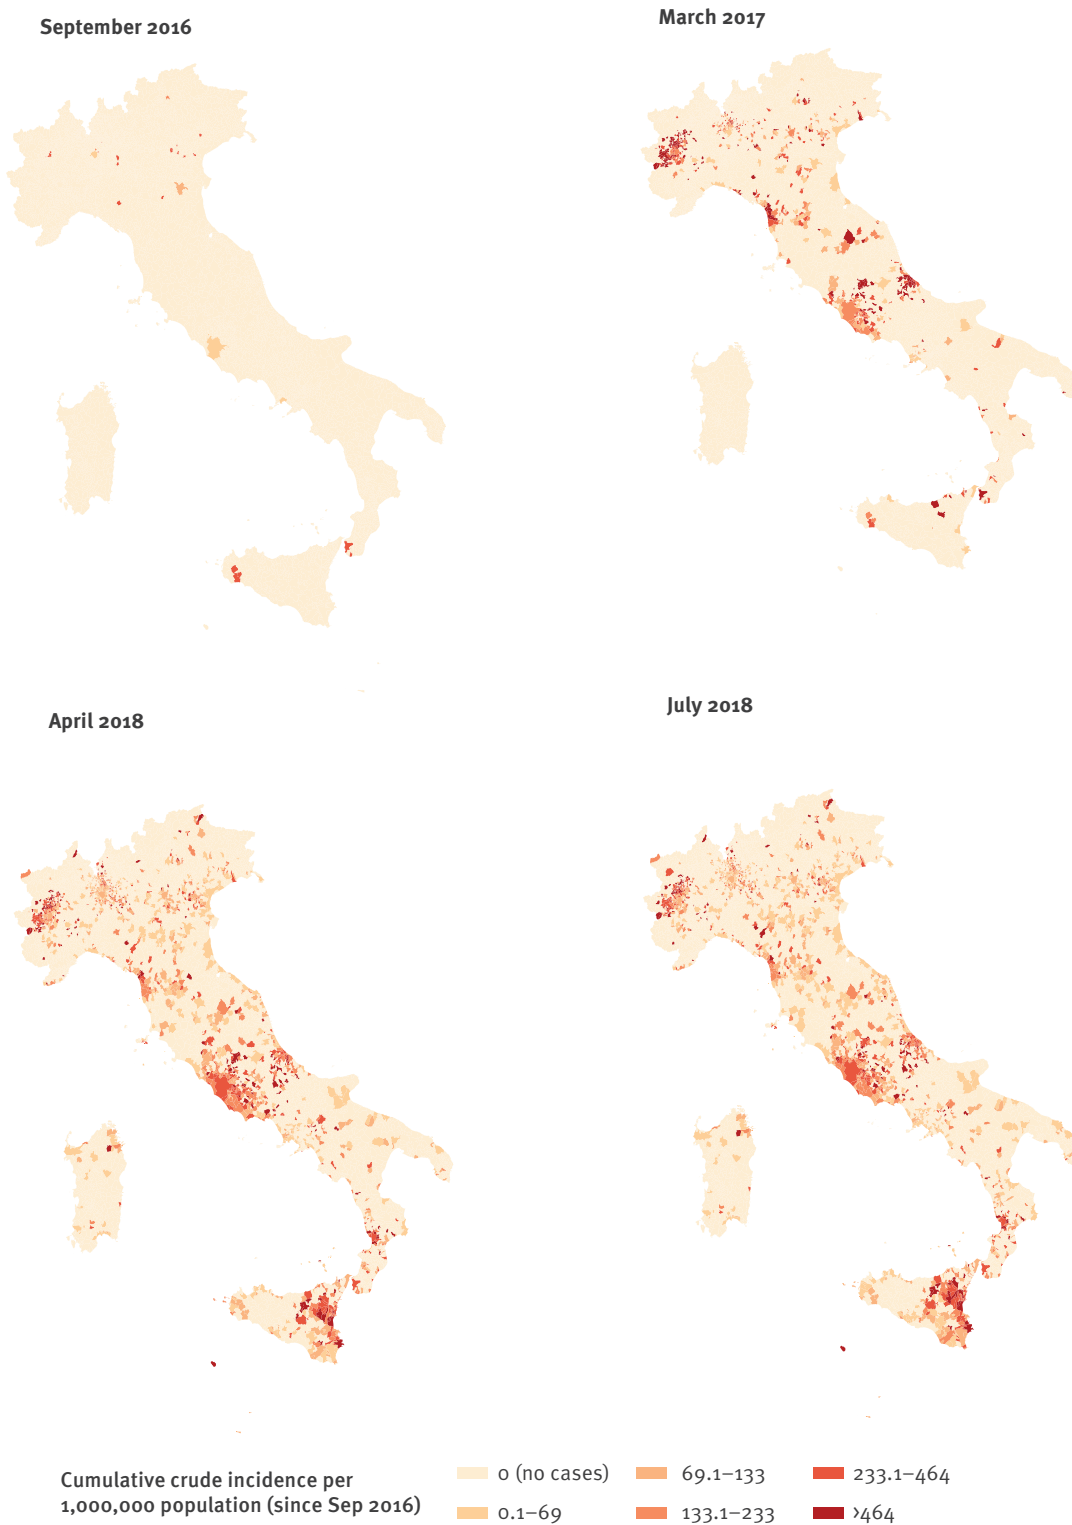 September 2016
March 2017
April 2018
July 2018
Cumulative crude incidence per
1,000,000 population (since Sep 2016)
0 (no cases)
69.1–133
233.1–464
0.1–69
133.1–233
>464